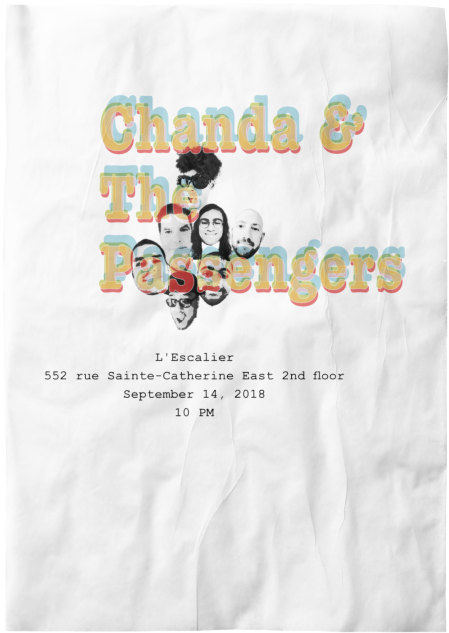 Chanda &
The
Passengers
L'Escalier
552 rue Sainte-Catherine East 2nd floor
September 14, 2018
10 PM